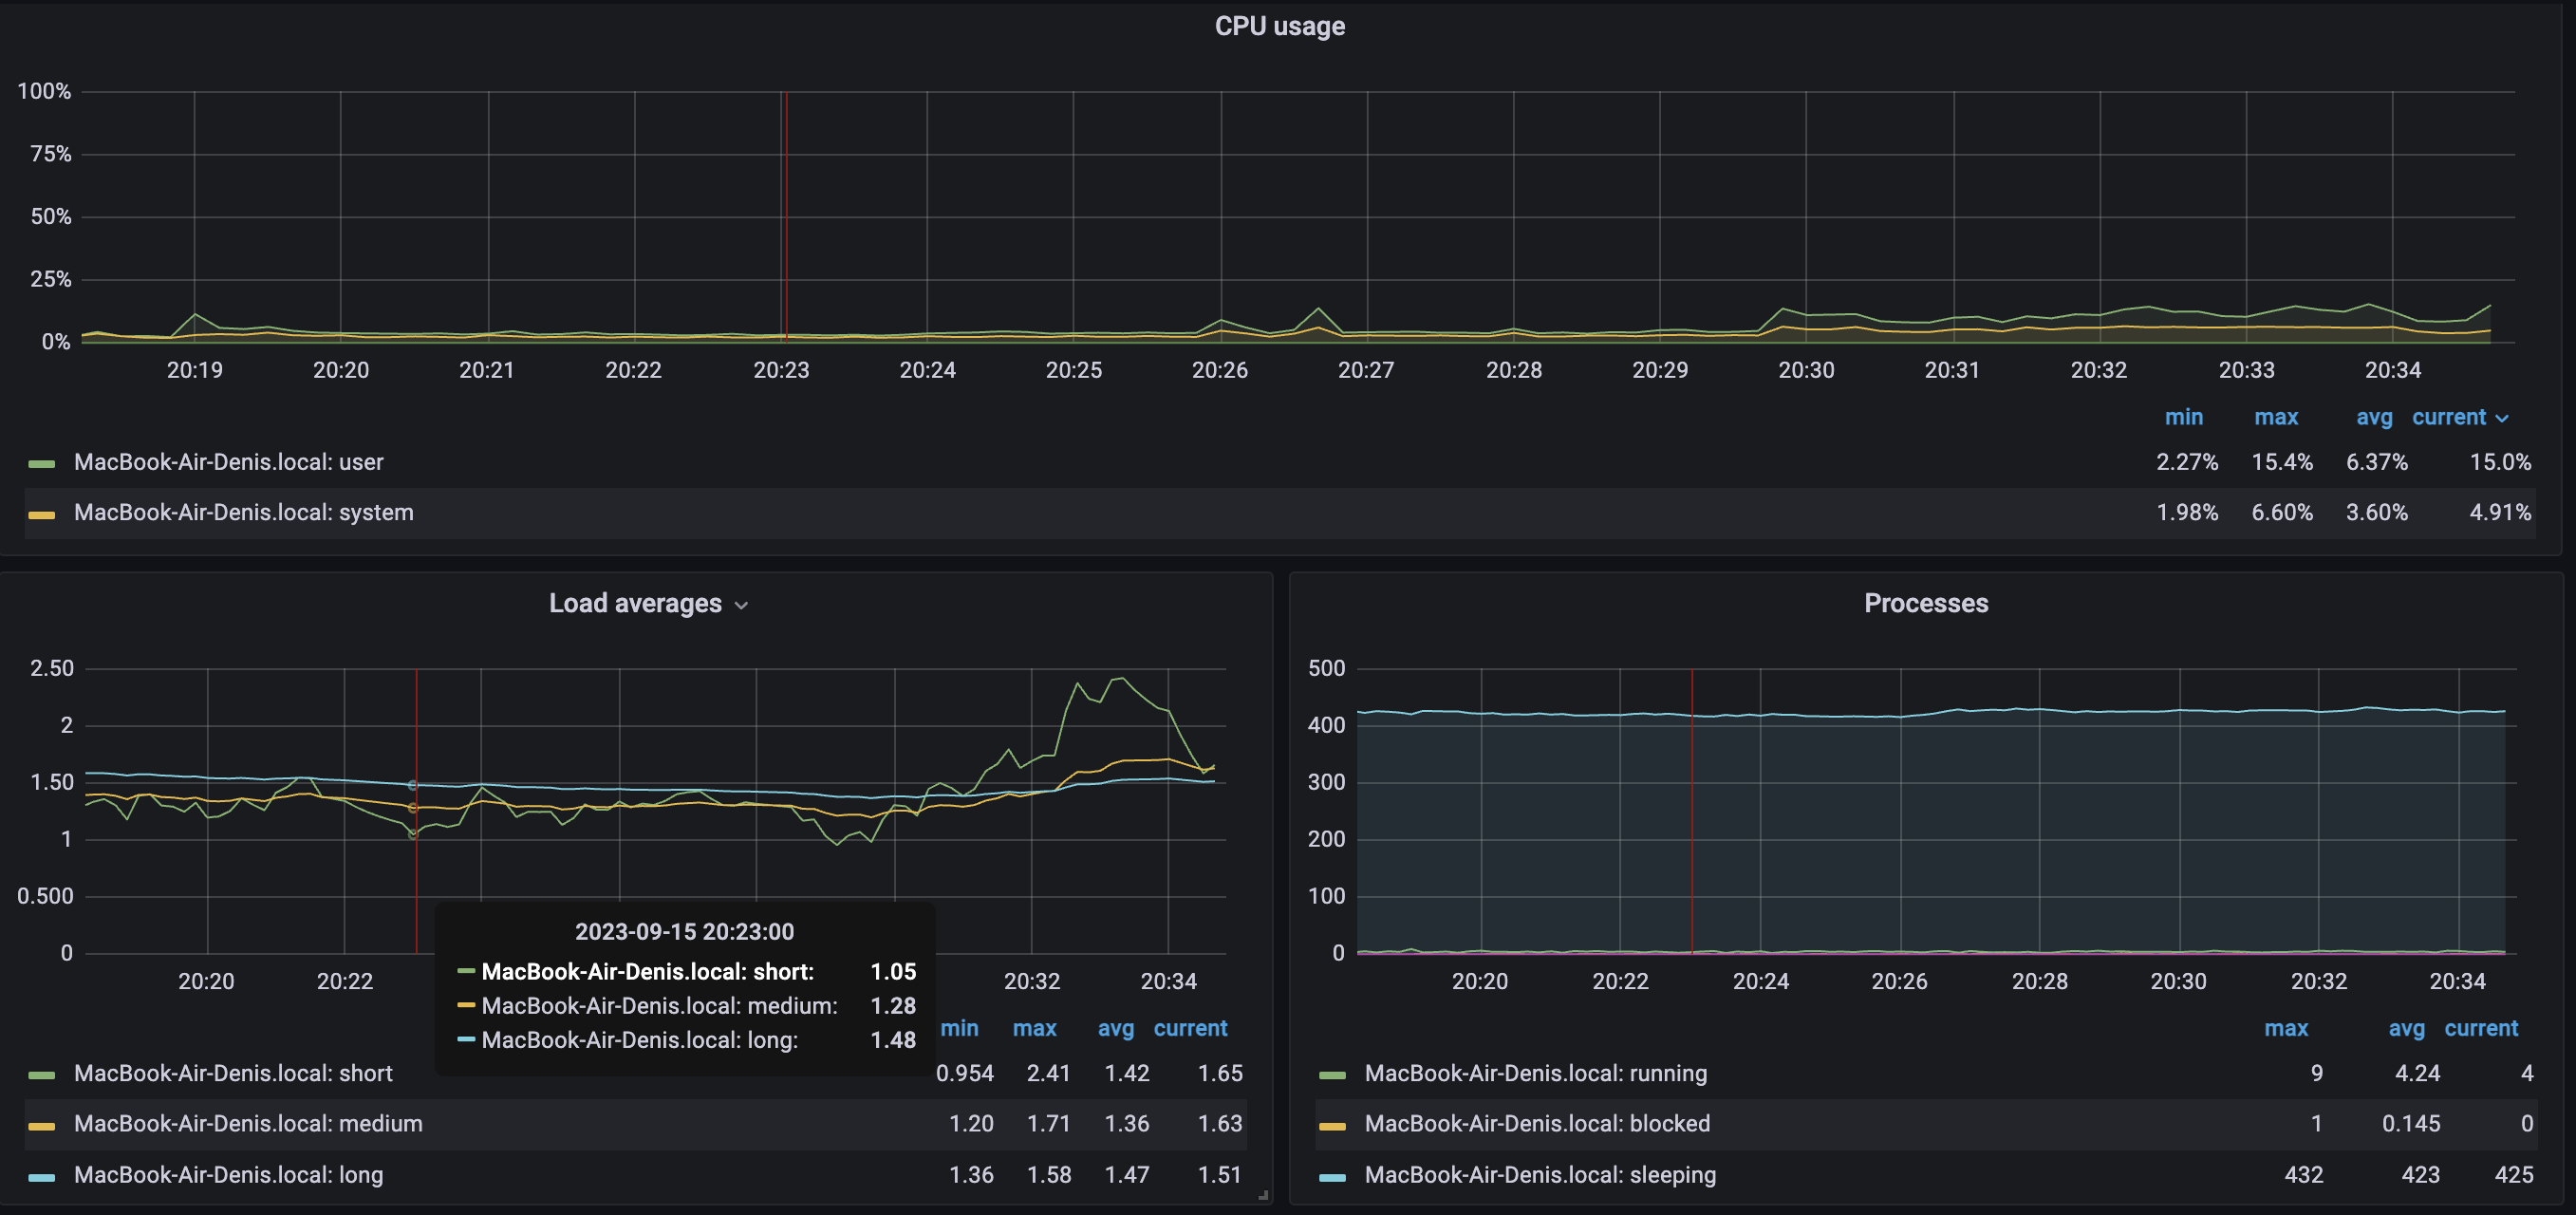 CPU usage
100%
75%
50%
25%
0%
20:19 20:20 20:21 20:22 20:23 20:24 20:25 20:26 20:27 20:28 20:29 20:30 20:31 20:32 20:33 20:34
min max avg current
MacBook-Air-Denis.local: user 2.27% 15.4% 6.37% 15.0%
MacBook-Air-Denis.local: system 1.98% 6.60% 3.60% 4.91%
Load averages
2.50
2
1.50
1
0.500
0
20:20 20:22 20:32 20:34
2023-09-15 20:23:00
MacBook-Air-Denis.local: short: 1.05
MacBook-Air-Denis.local: medium: 1.28
MacBook-Air-Denis.local: long: 1.48
min max avg current
MacBook-Air-Denis.local: short 0.954 2.41 1.42 1.65
MacBook-Air-Denis.local: medium 1.20 1.71 1.36 1.63
MacBook-Air-Denis.local: long 1.36 1.58 1.47 1.51
Processes
500
400
300
200
100
0
20:20 20:22 20:24 20:26 20:28 20:30 20:32 20:34
max avg current
MacBook-Air-Denis.local: running 9 4.24 4
MacBook-Air-Denis.local: blocked 1 0.145 0
MacBook-Air-Denis.local: sleeping 432 423 425